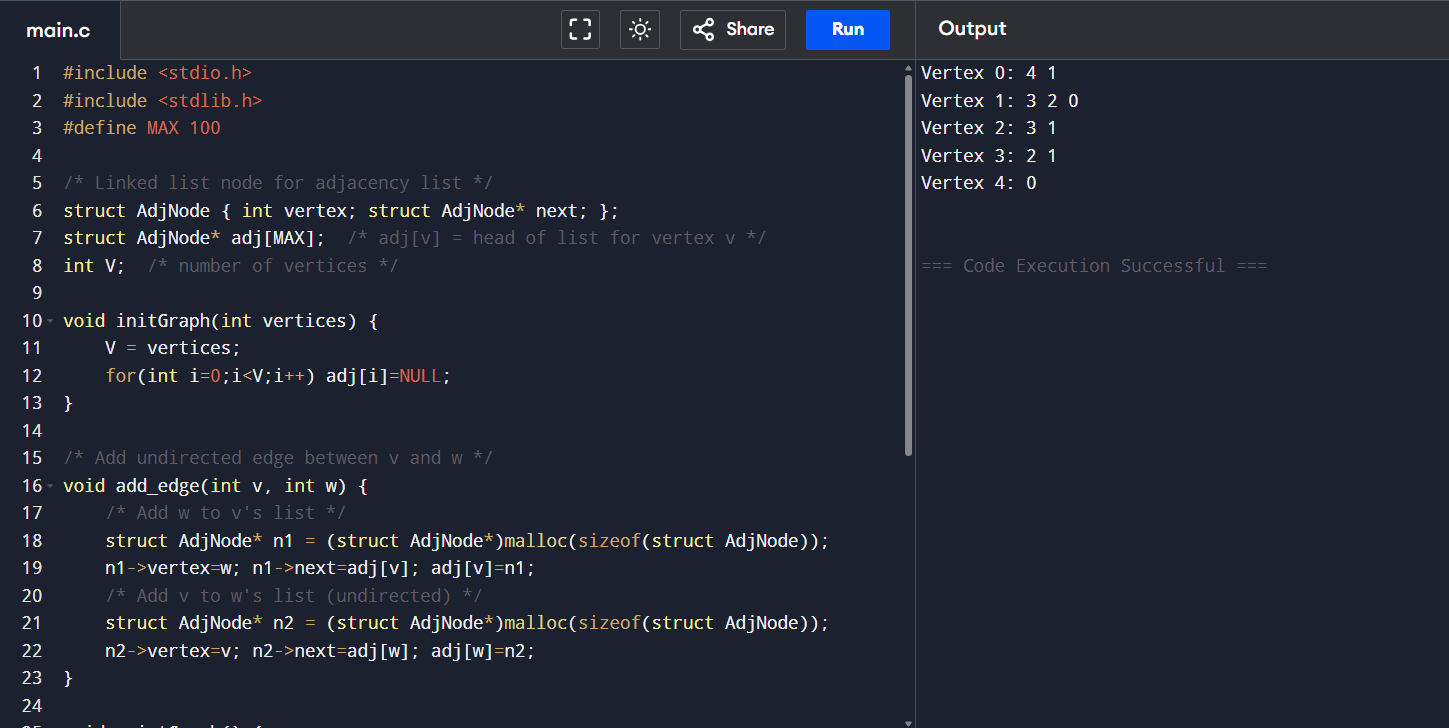 main.c
Share
Run
Output
1 #include <stdio.h>
2 #include <stdlib.h>
3 #define MAX 100
4
5 /* Linked list node for adjacency list */
6 struct AdjNode { int vertex; struct AdjNode* next; };
7 struct AdjNode* adj[MAX];  /* adj[v] = head of list for vertex v */
8 int V;  /* number of vertices */
9
10 void initGraph(int vertices) {
11     V = vertices;
12     for(int i=0;i<V;i++) adj[i]=NULL;
13 }
14
15 /* Add undirected edge between v and w */
16 void add_edge(int v, int w) {
17     /* Add w to v's list */
18     struct AdjNode* n1 = (struct AdjNode*)malloc(sizeof(struct AdjNode));
19     n1->vertex=w; n1->next=adj[v]; adj[v]=n1;
20     /* Add v to w's list (undirected) */
21     struct AdjNode* n2 = (struct AdjNode*)malloc(sizeof(struct AdjNode));
22     n2->vertex=v; n2->next=adj[w]; adj[w]=n2;
23 }
24
Vertex 0: 4 1
Vertex 1: 3 2 0
Vertex 2: 3 1
Vertex 3: 2 1
Vertex 4: 0
=== Code Execution Successful ===